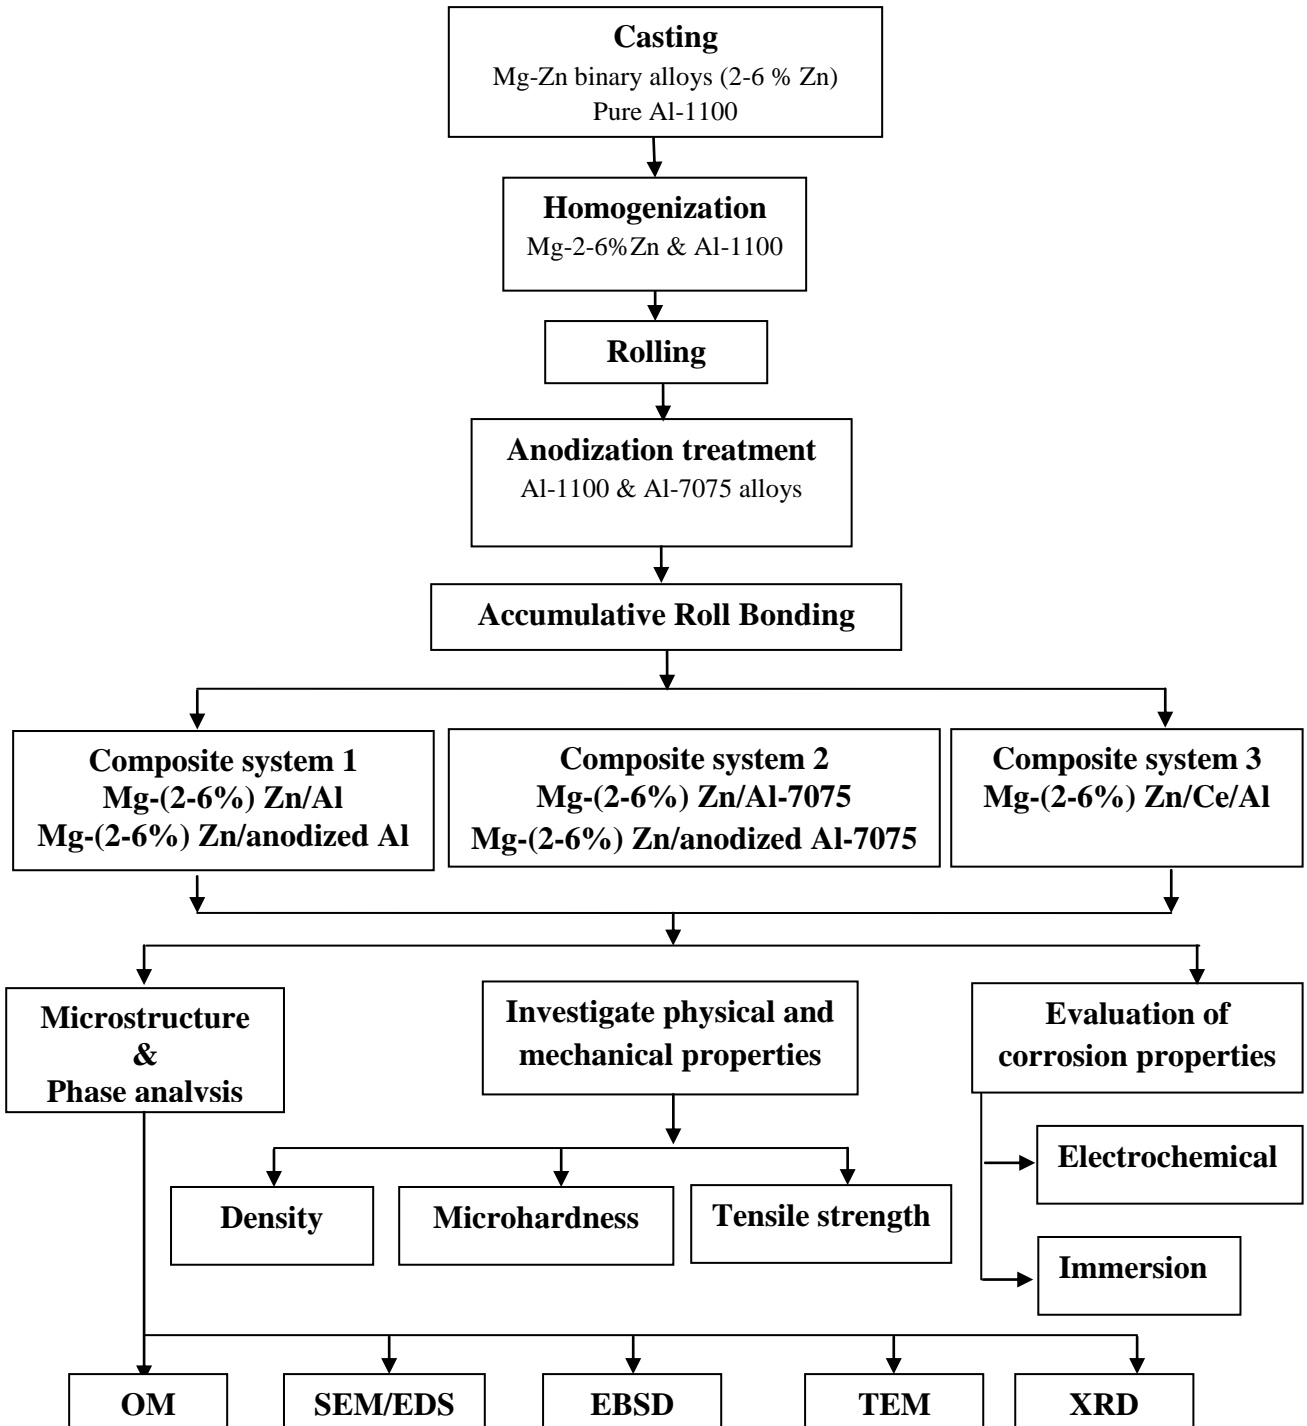 Casting
Mg-Zn binary alloys (2-6 % Zn)
Pure Al-1100
Homogenization
Mg-2-6%Zn & Al-1100
Rolling
Anodization treatment
Al-1100 & Al-7075 alloys
Accumulative Roll Bonding
Composite system 1
Mg-(2-6%) Zn/Al
Mg-(2-6%) Zn/anodized Al
Composite system 2
Mg-(2-6%) Zn/Al-7075
Mg-(2-6%) Zn/anodized Al-7075
Composite system 3
Mg-(2-6%) Zn/Ce/Al
Microstructure
&
Phase analysis
Investigate physical and
mechanical properties
Evaluation of
corrosion properties
Density
Microhardness
Tensile strength
Electrochemical
Immersion
OM
SEM/EDS
EBSD
TEM
XRD